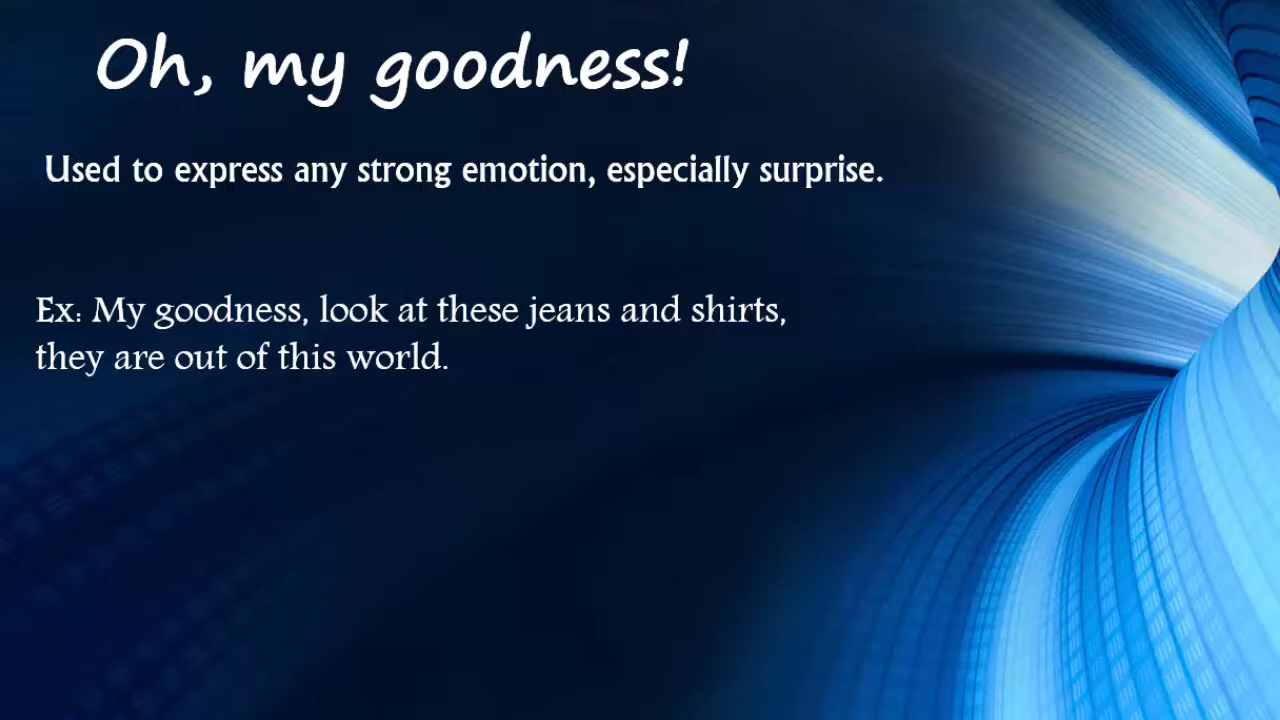 Oh, my goodness!
Used to express any strong emotion, especially surprise.
Ex: My goodness, look at these jeans and shirts,
they are out of this world.